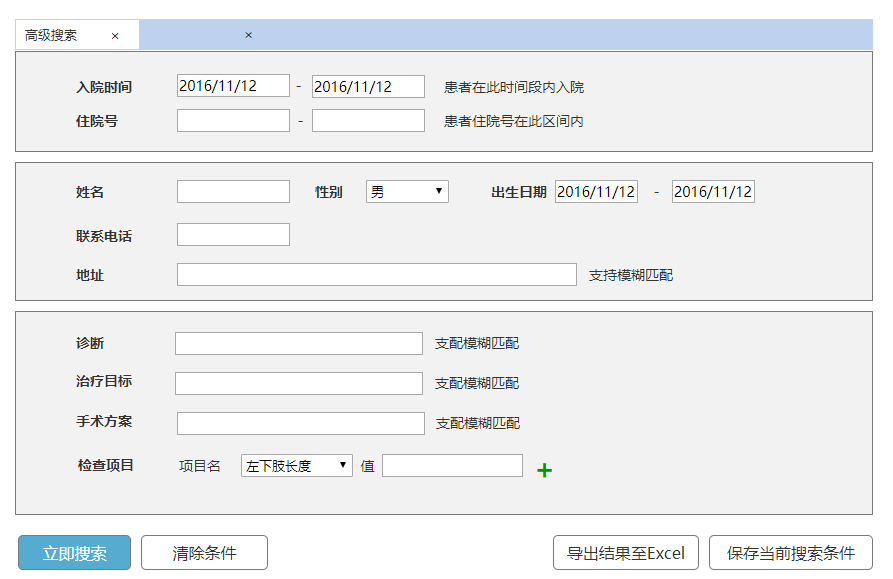 高级搜索 × ×
入院时间 2016/11/12 - 2016/11/12 患者在此时间段内入院
住院号 - 患者住院号在此区间内
姓名 性别 男 出生日期 2016/11/12 - 2016/11/12
联系电话
地址 支持模糊匹配
诊断 支配模糊匹配
治疗目标 支配模糊匹配
手术方案 支配模糊匹配
检查项目 项目名 左下肢长度 值
立即搜索 清除条件 导出结果至Excel 保存当前搜索条件